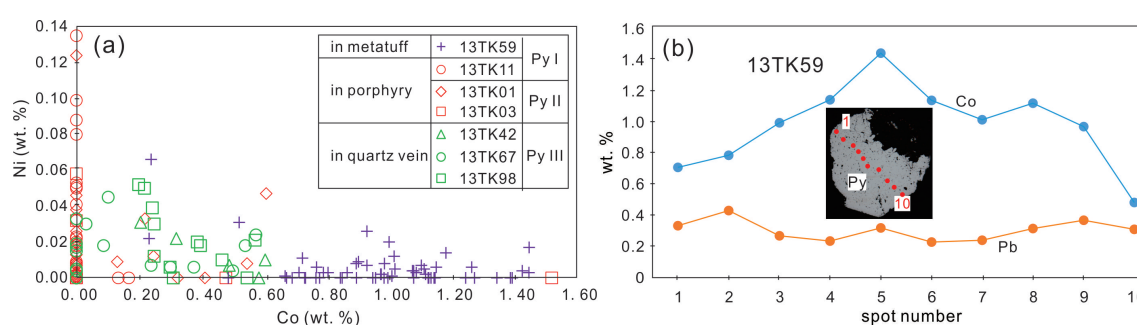 (a)
Ni (wt. %)
0.14
0.12
0.10
0.08
0.06
0.04
0.02
0.00
0.00 0.20 0.40 0.60 0.80 1.00 1.20 1.40 1.60
Co (wt. %)
in metatuff 13TK59 Py I
in porphyry 13TK11
13TK01 Py II
13TK03
in quartz vein 13TK42 Py III
13TK67
13TK98
(b)
13TK59
wt. %
1.6
1.4
1.2
1.0
0.8
0.6
0.4
0.2
0
Co
1
Py
10
Pb
1 2 3 4 5 6 7 8 9 10
spot number